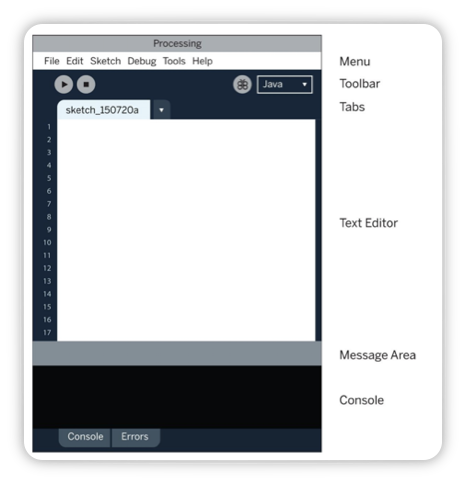 Processing
File Edit Sketch Debug Tools Help
Menu
Java
Toolbar
sketch_150720a
Tabs
1
2
3
4
5
6
7
8
9
10
11
12
13
14
15
16
17
Text Editor
Message Area
Console
Console Errors